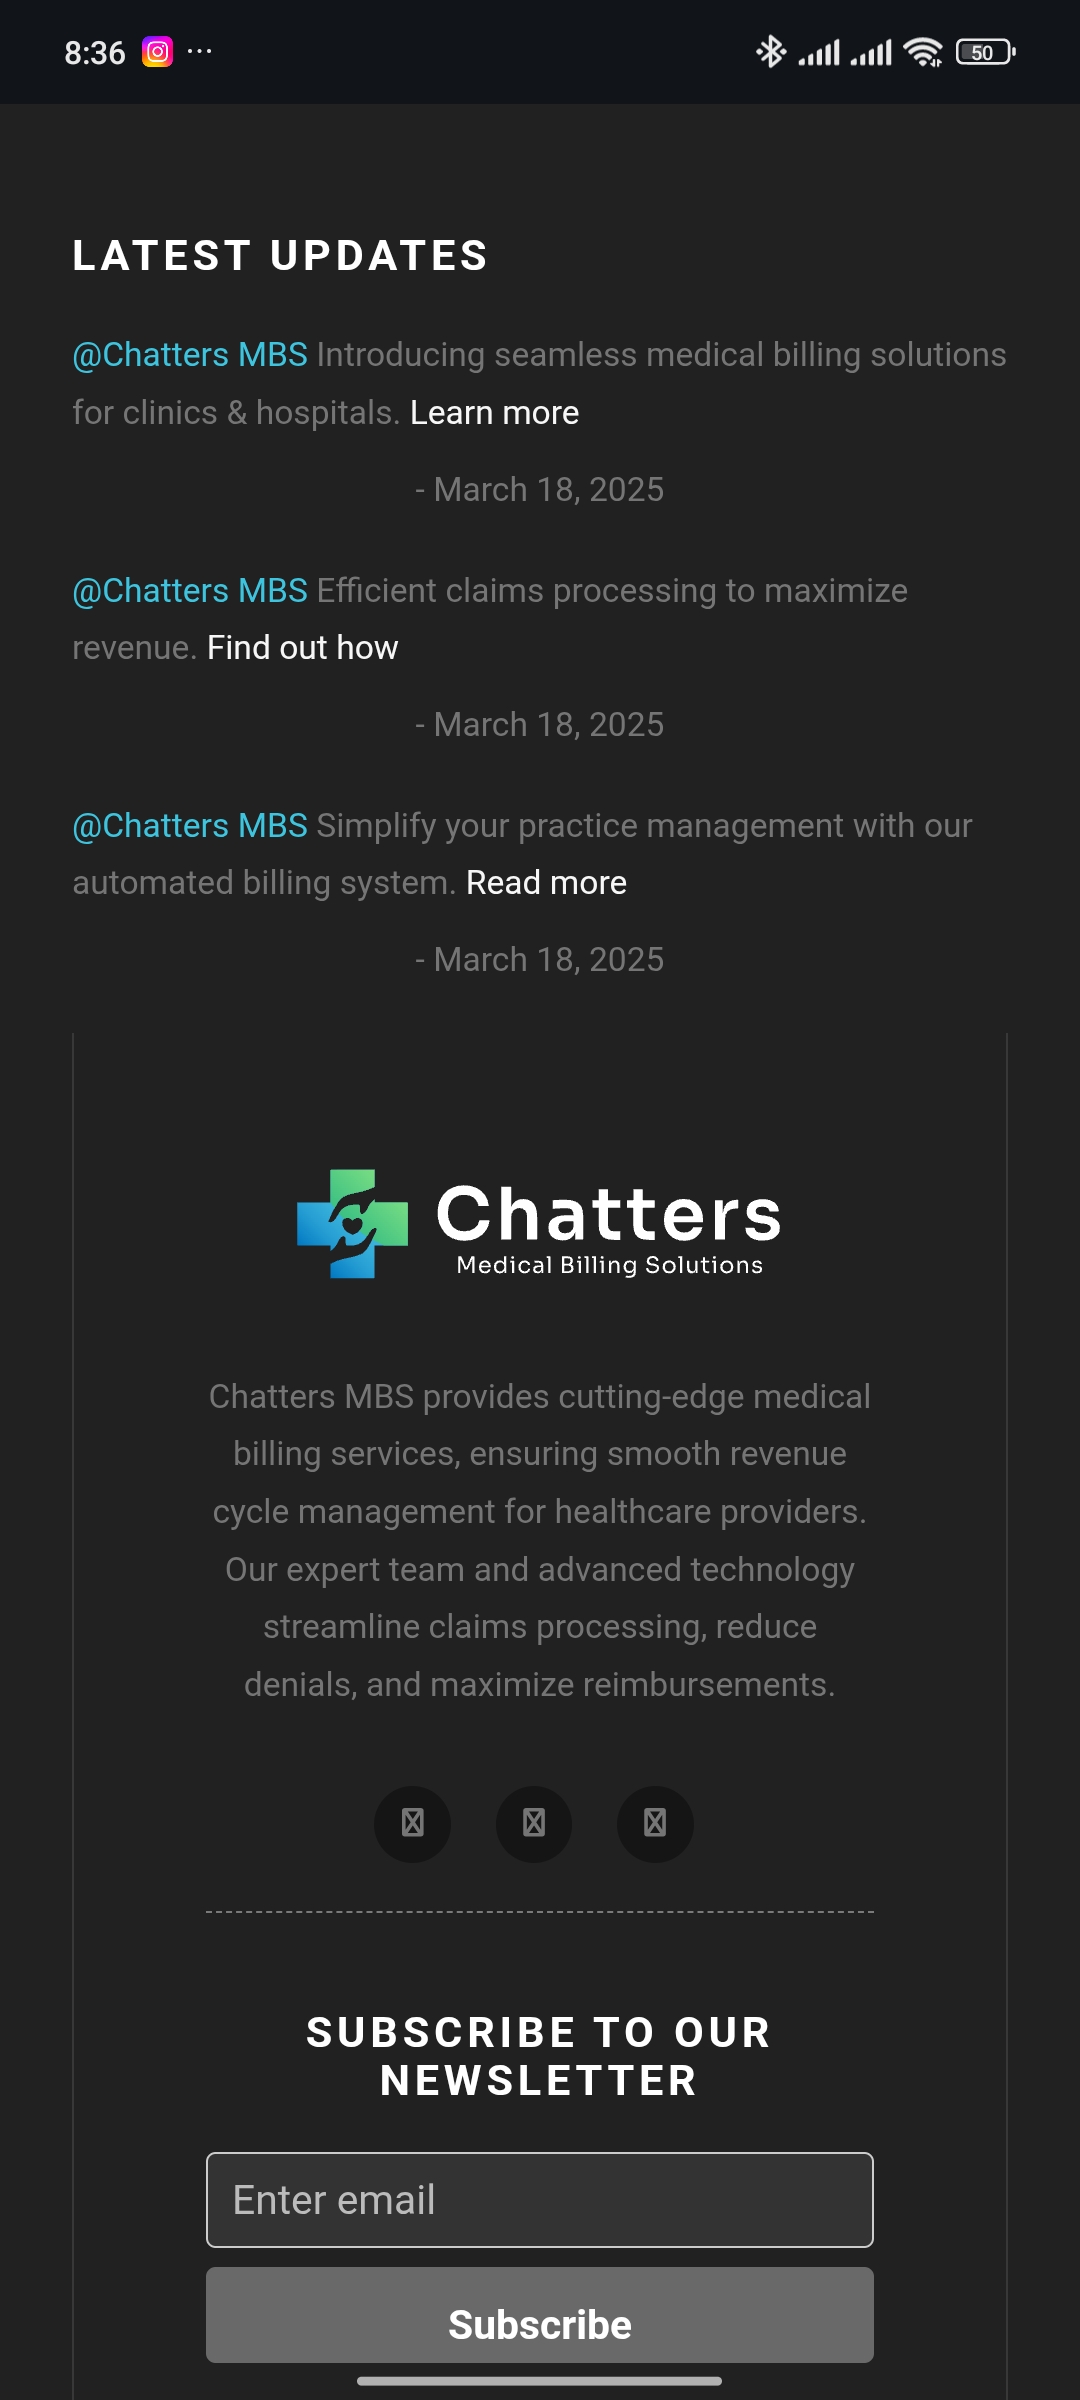 8:36
50
LATEST UPDATES
@Chatters MBS Introducing seamless medical billing solutions
for clinics & hospitals. Learn more
- March 18, 2025
@Chatters MBS Efficient claims processing to maximize
revenue. Find out how
- March 18, 2025
@Chatters MBS Simplify your practice management with our
automated billing system. Read more
- March 18, 2025
Chatters
Medical Billing Solutions
Chatters MBS provides cutting-edge medical
billing services, ensuring smooth revenue
cycle management for healthcare providers.
Our expert team and advanced technology
streamline claims processing, reduce
denials, and maximize reimbursements.
SUBSCRIBE TO OUR
NEWSLETTER
Enter email
Subscribe